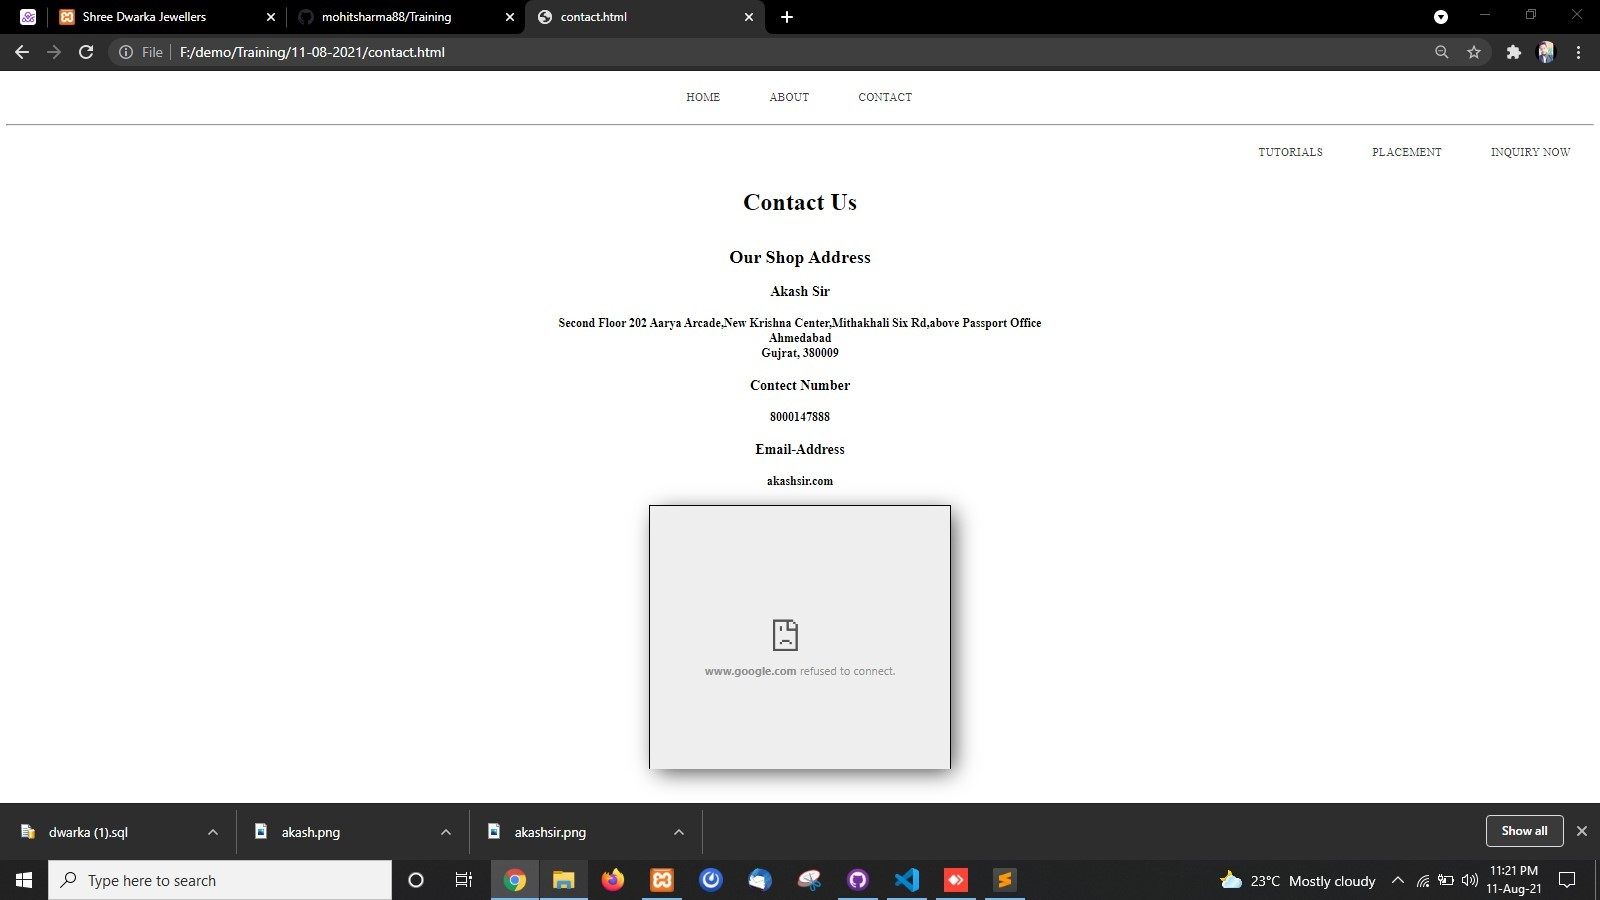 Shree Dwarka Jewellers
mohitsharma88/Training
contact.html
File
F:/demo/Training/11-08-2021/contact.html
HOME ABOUT CONTACT
TUTORIALS PLACEMENT INQUIRY NOW
Contact Us
Our Shop Address
Akash Sir
Second Floor 202 Aarya Arcade,New Krishna Center,Mithakhali Six Rd,above Passport Office
Ahmedabad
Gujrat, 380009
Contect Number
8000147888
Email-Address
akashsir.com
www.google.com refused to connect.
dwarka (1).sql
akash.png
akashsir.png
Show all
Type here to search
23°C Mostly cloudy
11:21 PM
11-Aug-21